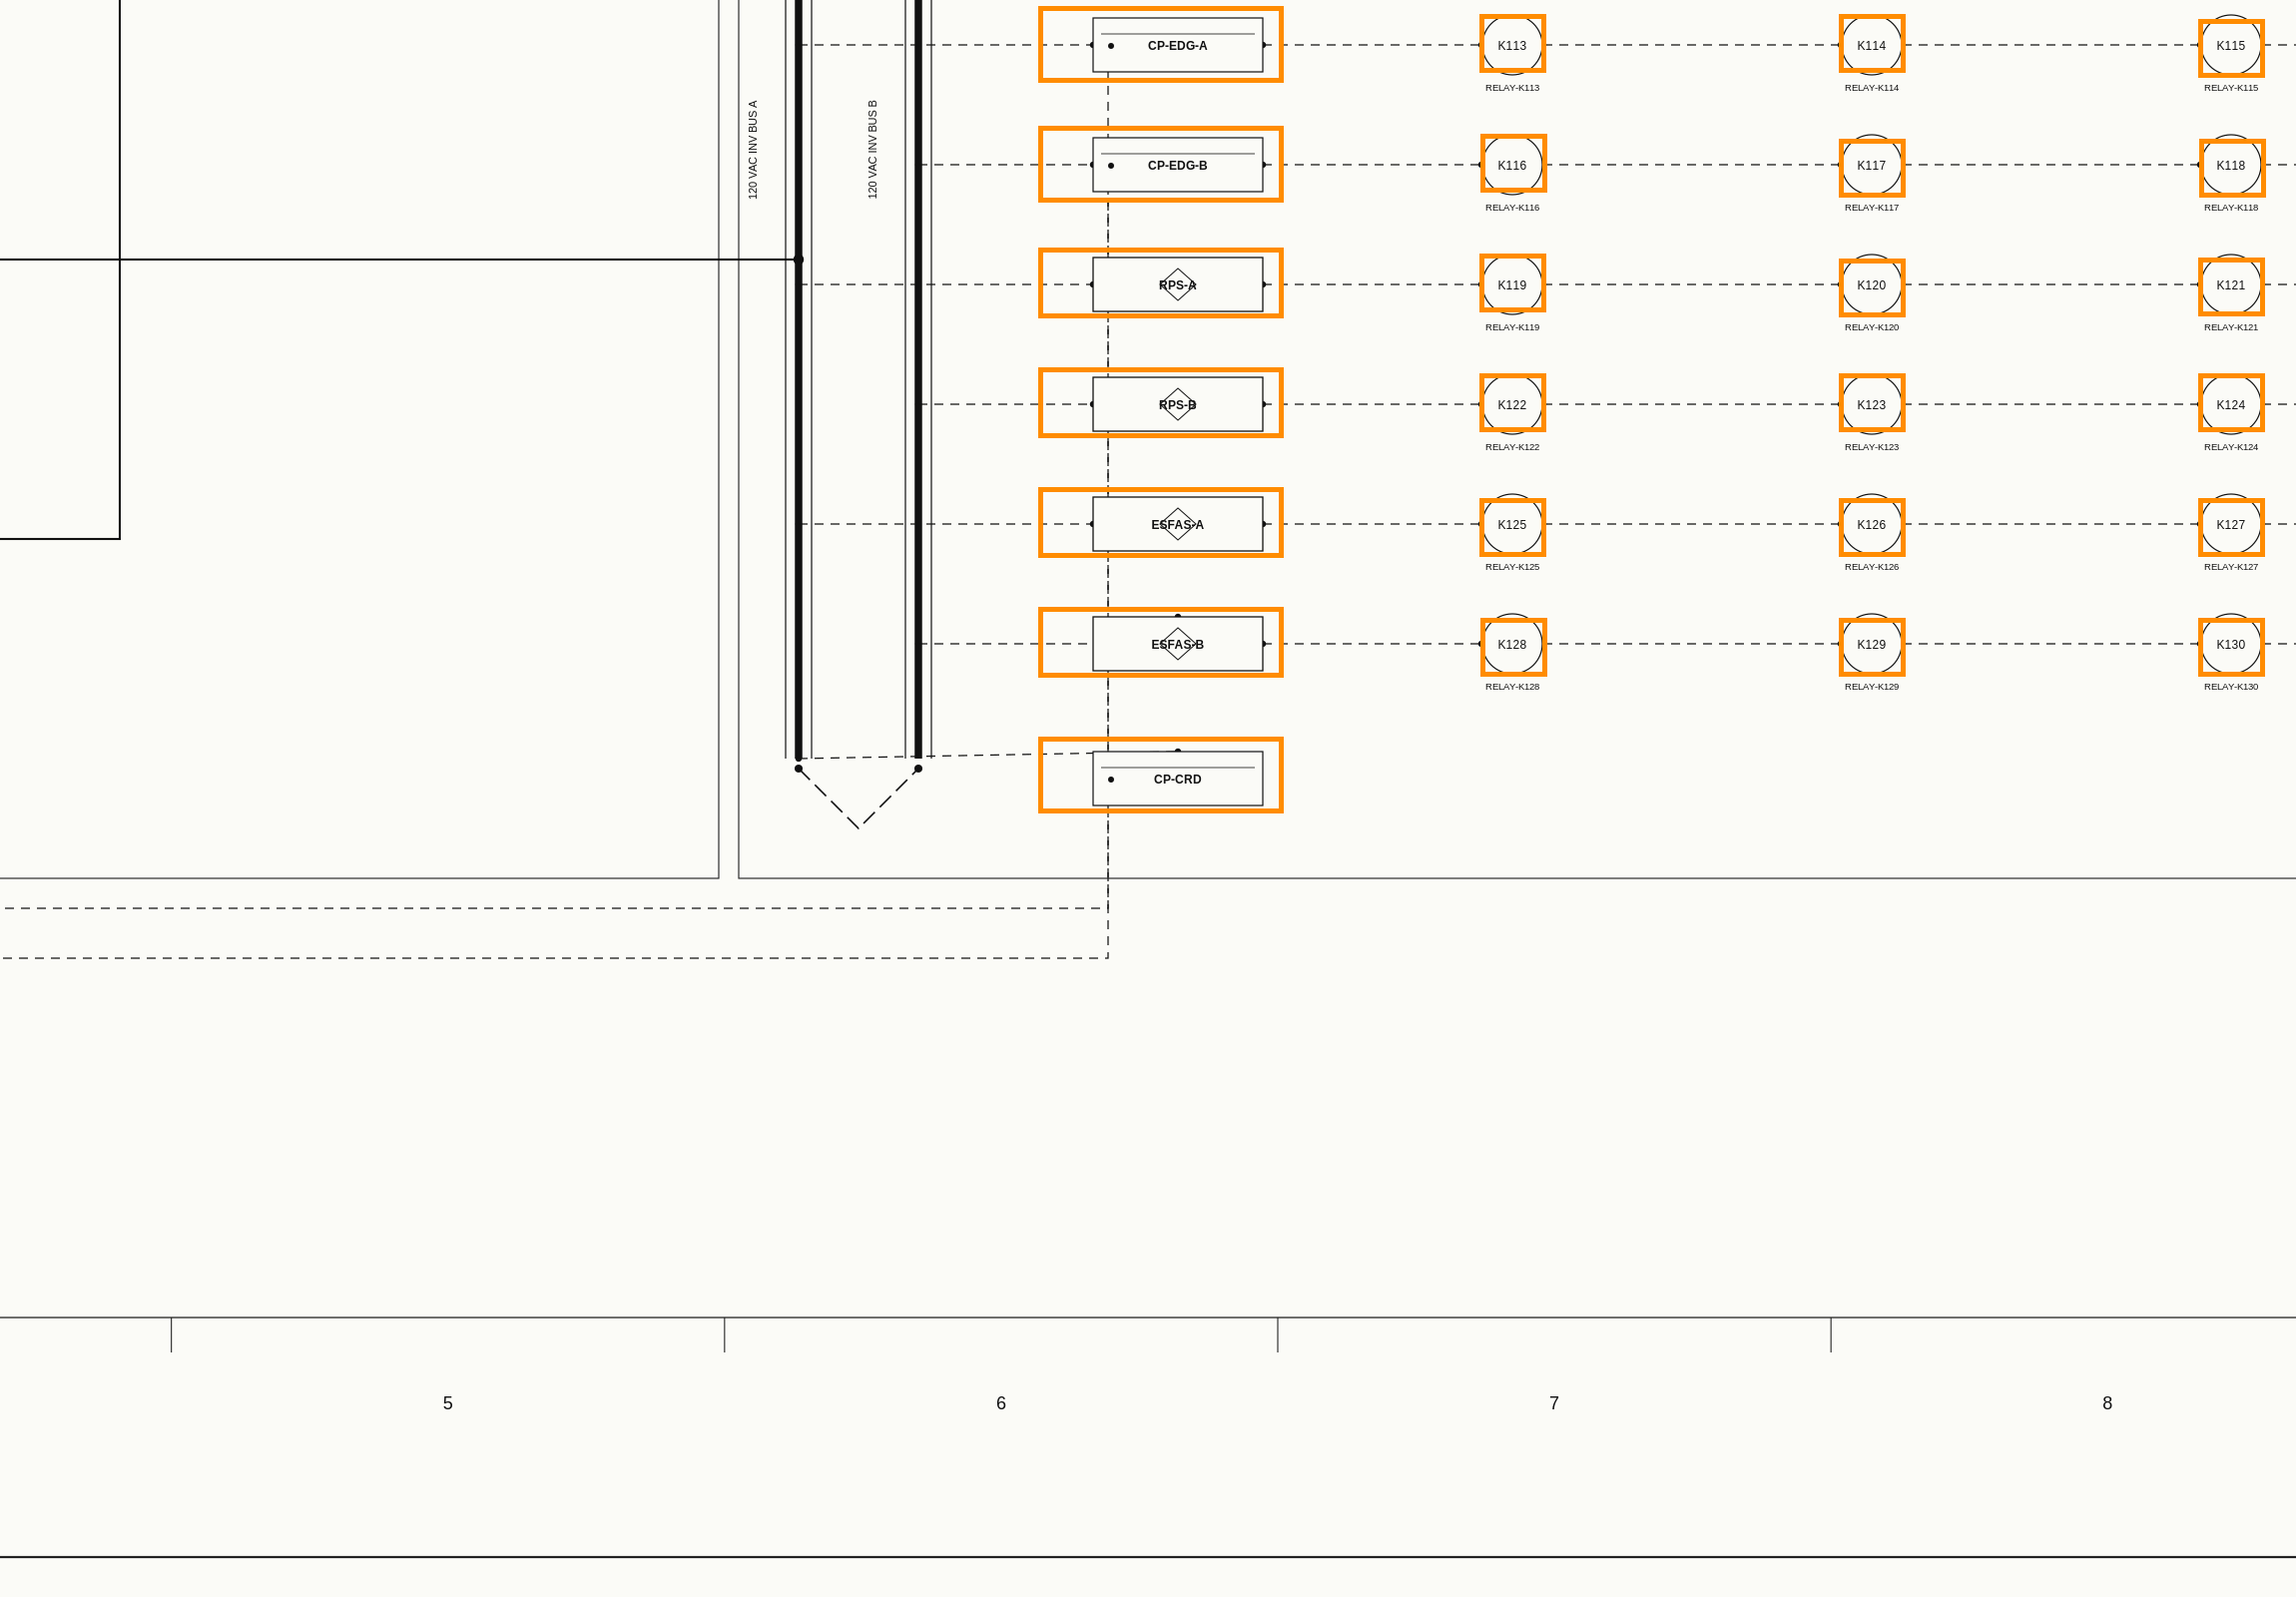 CP-EDG-A
K113
K114
K115
RELAY-K113
RELAY-K114
RELAY-K115
120 VAC INV BUS A
120 VAC INV BUS B
CP-EDG-B
K116
K117
K118
RELAY-K116
RELAY-K117
RELAY-K118
RPS-A
K119
K120
K121
RELAY-K119
RELAY-K120
RELAY-K121
RPS-B
K122
K123
K124
RELAY-K122
RELAY-K123
RELAY-K124
ESFAS-A
K125
K126
K127
RELAY-K125
RELAY-K126
RELAY-K127
ESFAS-B
K128
K129
K130
RELAY-K128
RELAY-K129
RELAY-K130
CP-CRD
5
6
7
8